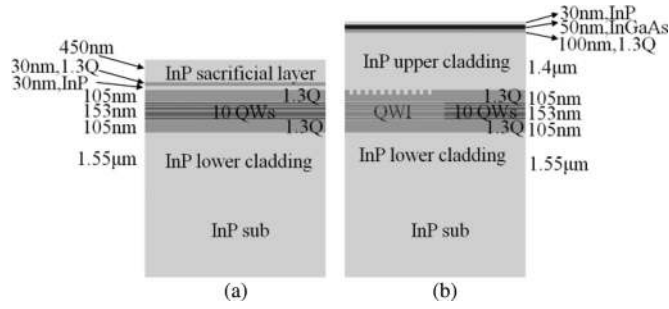 450nm
30nm,1.3Q
30nm,InP
105nm
153nm
105nm
1.55μm
InP sacrificial layer
1.3Q
10 QWs
1.3Q
InP lower cladding
InP sub
(a)
30nm,InP
50nm,InGaAs
100nm,1.3Q
InP upper cladding
1.4μm
1.3Q
105nm
QWI
10 QWs
153nm
1.3Q
105nm
InP lower cladding
1.55μm
InP sub
(b)